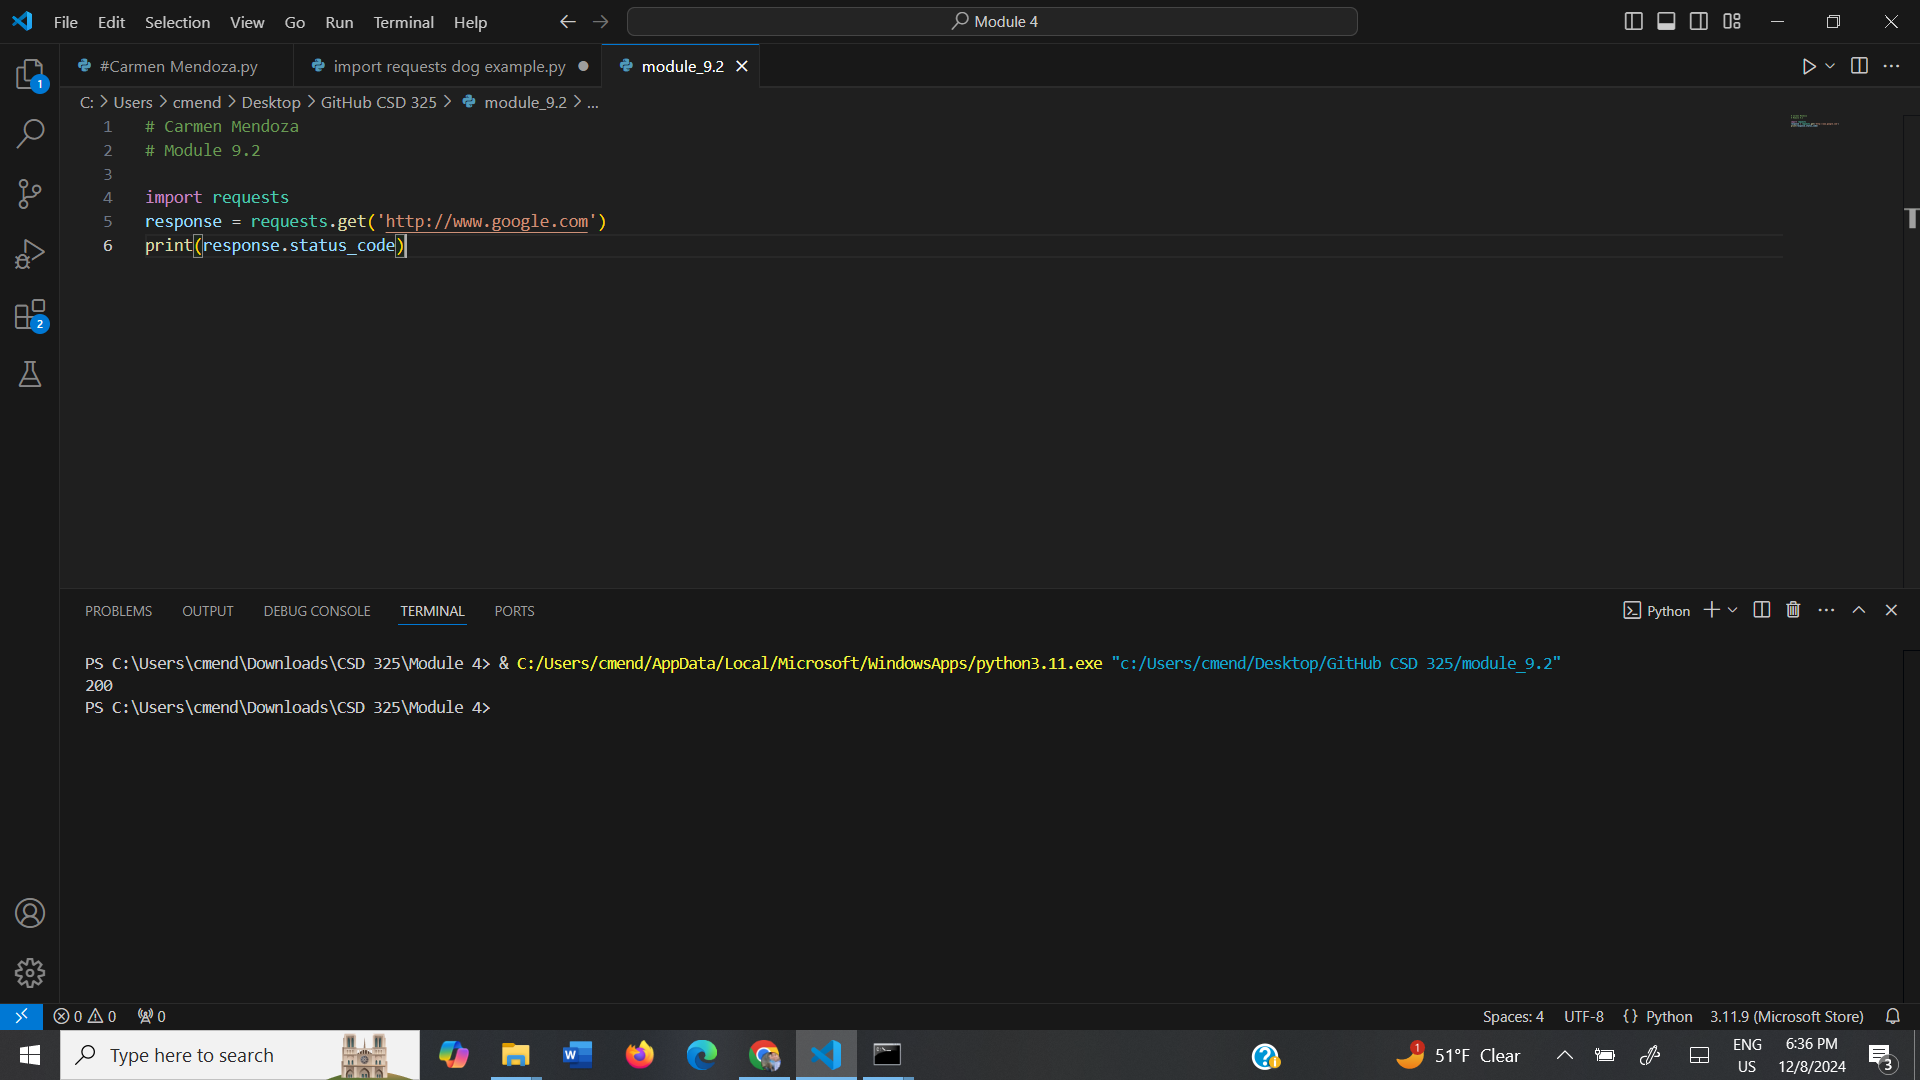 File Edit Selection View Go Run Terminal Help
Module 4
#Carmen Mendoza.py
import requests dog example.py
module_9.2
C: > Users > cmend > Desktop > GitHub CSD 325 > module_9.2 > ...
1 # Carmen Mendoza
2 # Module 9.2
3
4 import requests
5 response = requests.get('http://www.google.com')
6 print(response.status_code)
1
2
PROBLEMS OUTPUT DEBUG CONSOLE TERMINAL PORTS
Python
PS C:\Users\cmend\Downloads\CSD 325\Module 4> & C:/Users/cmend/AppData/Local/Microsoft/WindowsApps/python3.11.exe "c:/Users/cmend/Desktop/GitHub CSD 325/module_9.2"
200
PS C:\Users\cmend\Downloads\CSD 325\Module 4>
0 0 0
Spaces: 4 UTF-8 {} Python 3.11.9 (Microsoft Store)
Type here to search
1
51°F Clear
ENG
US
6:36 PM
12/8/2024
3